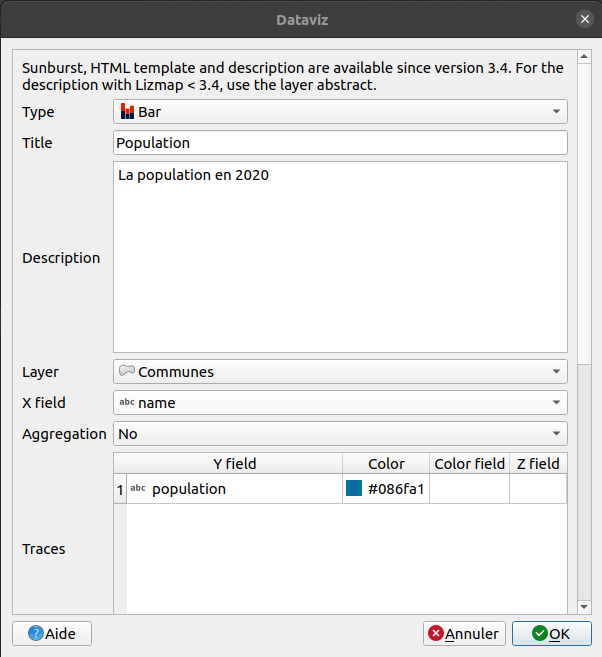 Dataviz
Sunburst, HTML template and description are available since version 3.4. For the
description with Lizmap < 3.4, use the layer abstract.
Type Bar
Title Population
Description La population en 2020
Layer Communes
X field abc name
Aggregation No
Traces
Y field Color Color field Z field
1 abc population #086fa1
Aide Annuler OK